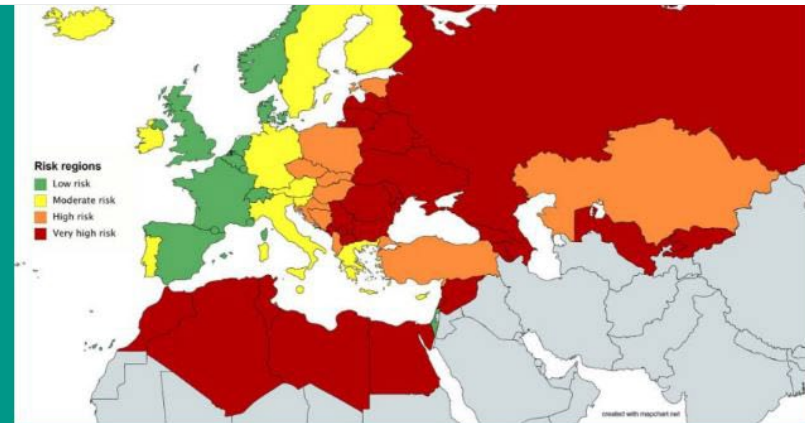 Risk regions
Low risk
Moderate risk
High risk
Very high risk
created with mapchart.net